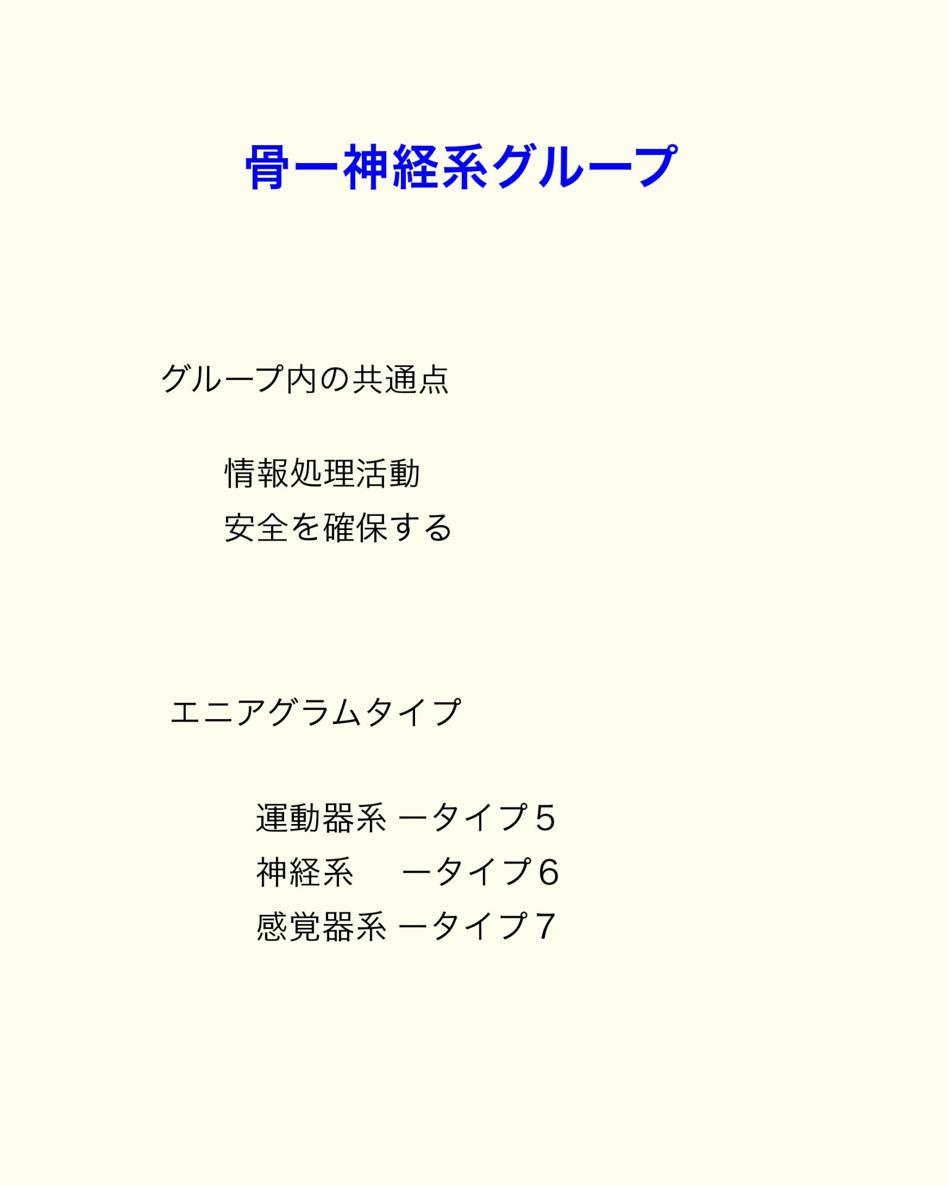 骨ー神経系グループ
グループ内の共通点
情報処理活動
安全を確保する
エニアグラムタイプ
運動器系 ータイプ５
神経系　 ータイプ６
感覚器系 ータイプ７